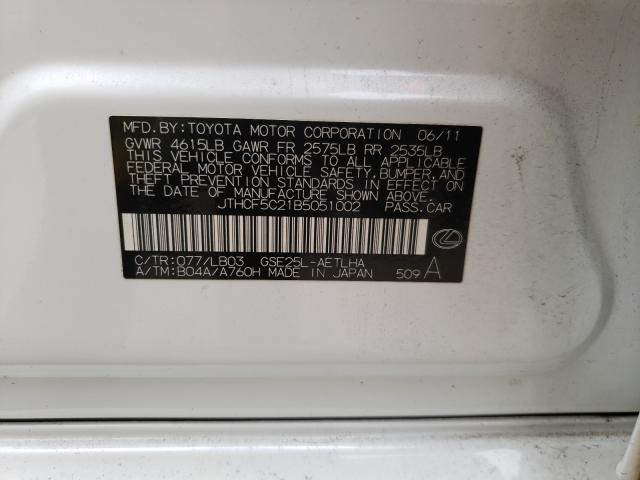 MFD. BY: TOYOTA MOTOR CORPORATION 06/11
GVWR 4615LB GAWR FR 2575LB RR 2535LB
THIS VEHICLE CONFORMS TO ALL APPLICABLE
FEDERAL MOTOR VEHICLE SAFETY, BUMPER, AND
THEFT PREVENTION STANDARDS IN EFFECT ON
THE DATE OF MANUFACTURE SHOWN ABOVE.
JTHCF5C21B5051002 PASS. CAR
C/TR: 077/LB03 GSE25L-AETLHA
A/TM: B04A/A760H MADE IN JAPAN 509 A